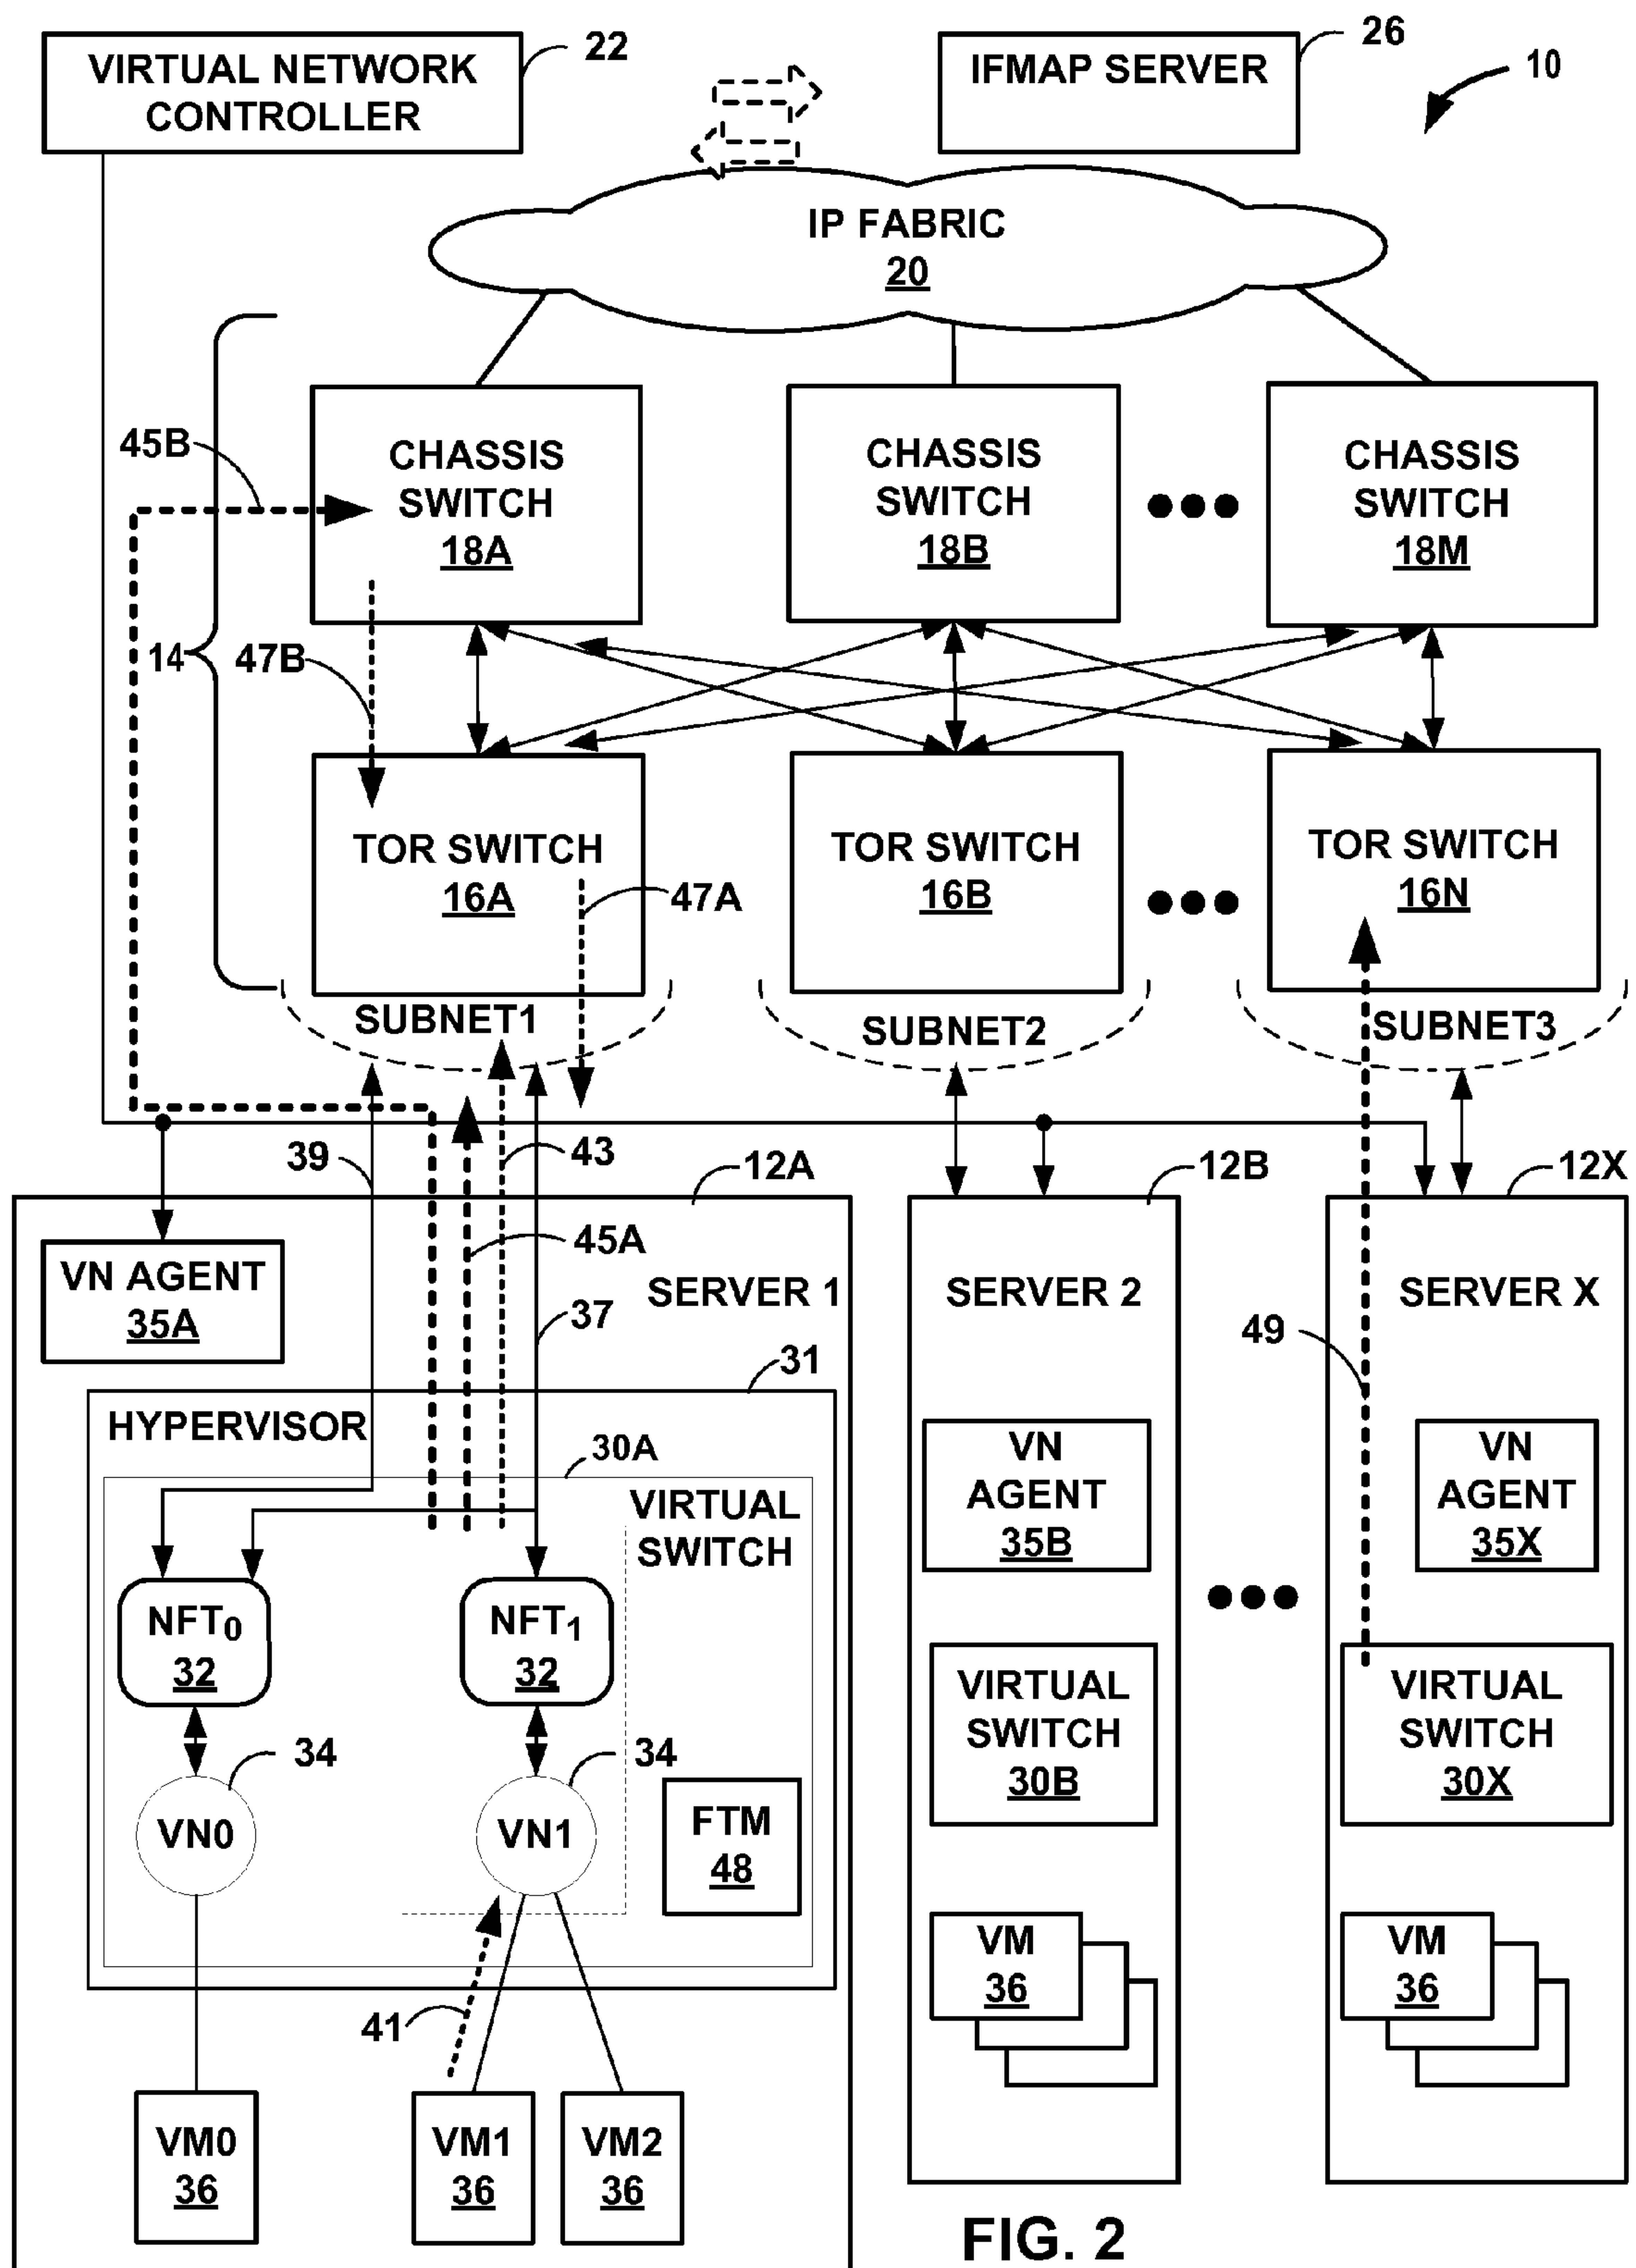 VIRTUAL NETWORK
CONTROLLER
22
IFMAP SERVER
26
10
IP FABRIC
20
45B
CHASSIS
SWITCH
18A
CHASSIS
SWITCH
18B
CHASSIS
SWITCH
18M
14
47B
TOR SWITCH
16A
47A
TOR SWITCH
16B
TOR SWITCH
16N
SUBNET1
SUBNET2
SUBNET3
39
43
12A
12B
12X
VN AGENT
35A
45A
SERVER 1
37
31
SERVER 2
SERVER X
49
HYPERVISOR
30A
VIRTUAL
SWITCH
VN
AGENT
35B
VN
AGENT
35X
NFT0
32
NFT1
32
34
34
VN0
VN1
FTM
48
VIRTUAL
SWITCH
30B
VIRTUAL
SWITCH
30X
VM
36
VM
36
41
VM0
36
VM1
36
VM2
36
FIG. 2